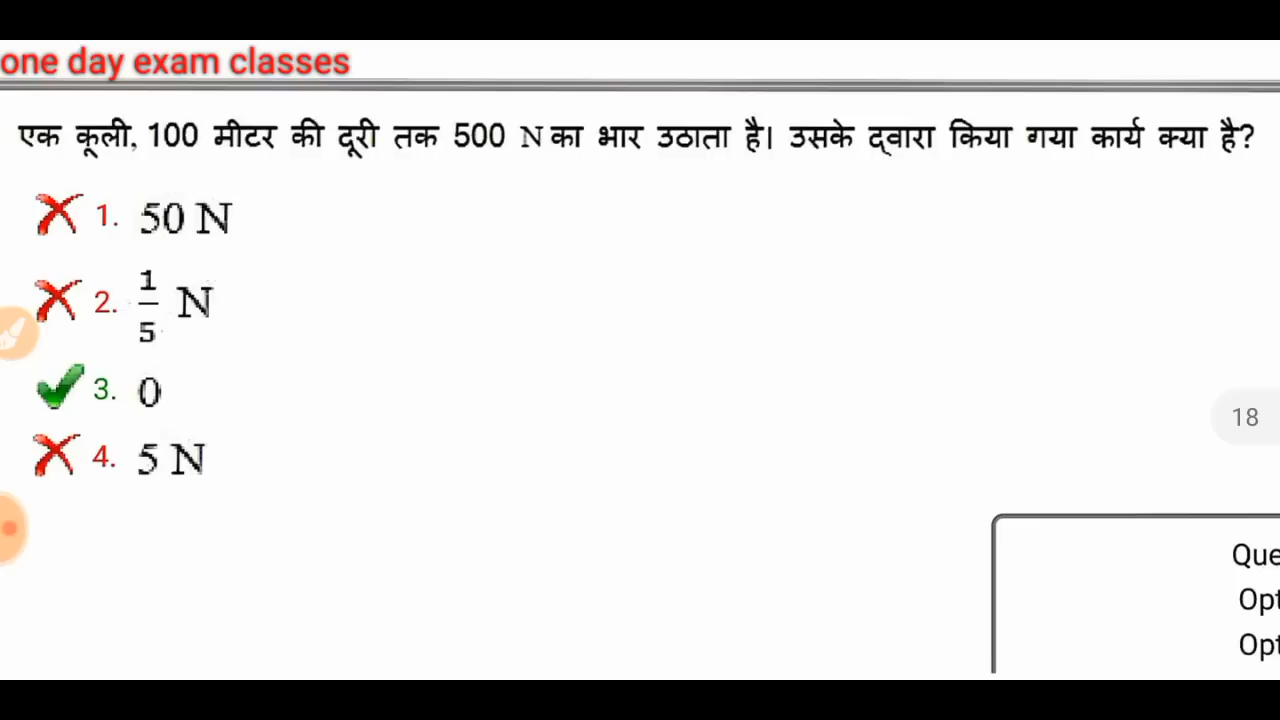 one day exam classes
एक कूली, 100 मीटर की दूरी तक 500 N का भार उठाता है। उसके द्वारा किया गया कार्य क्या है?
1. 50 N
2. 1/5 N
3. 0
4. 5 N
18
Que
Opt
Opt